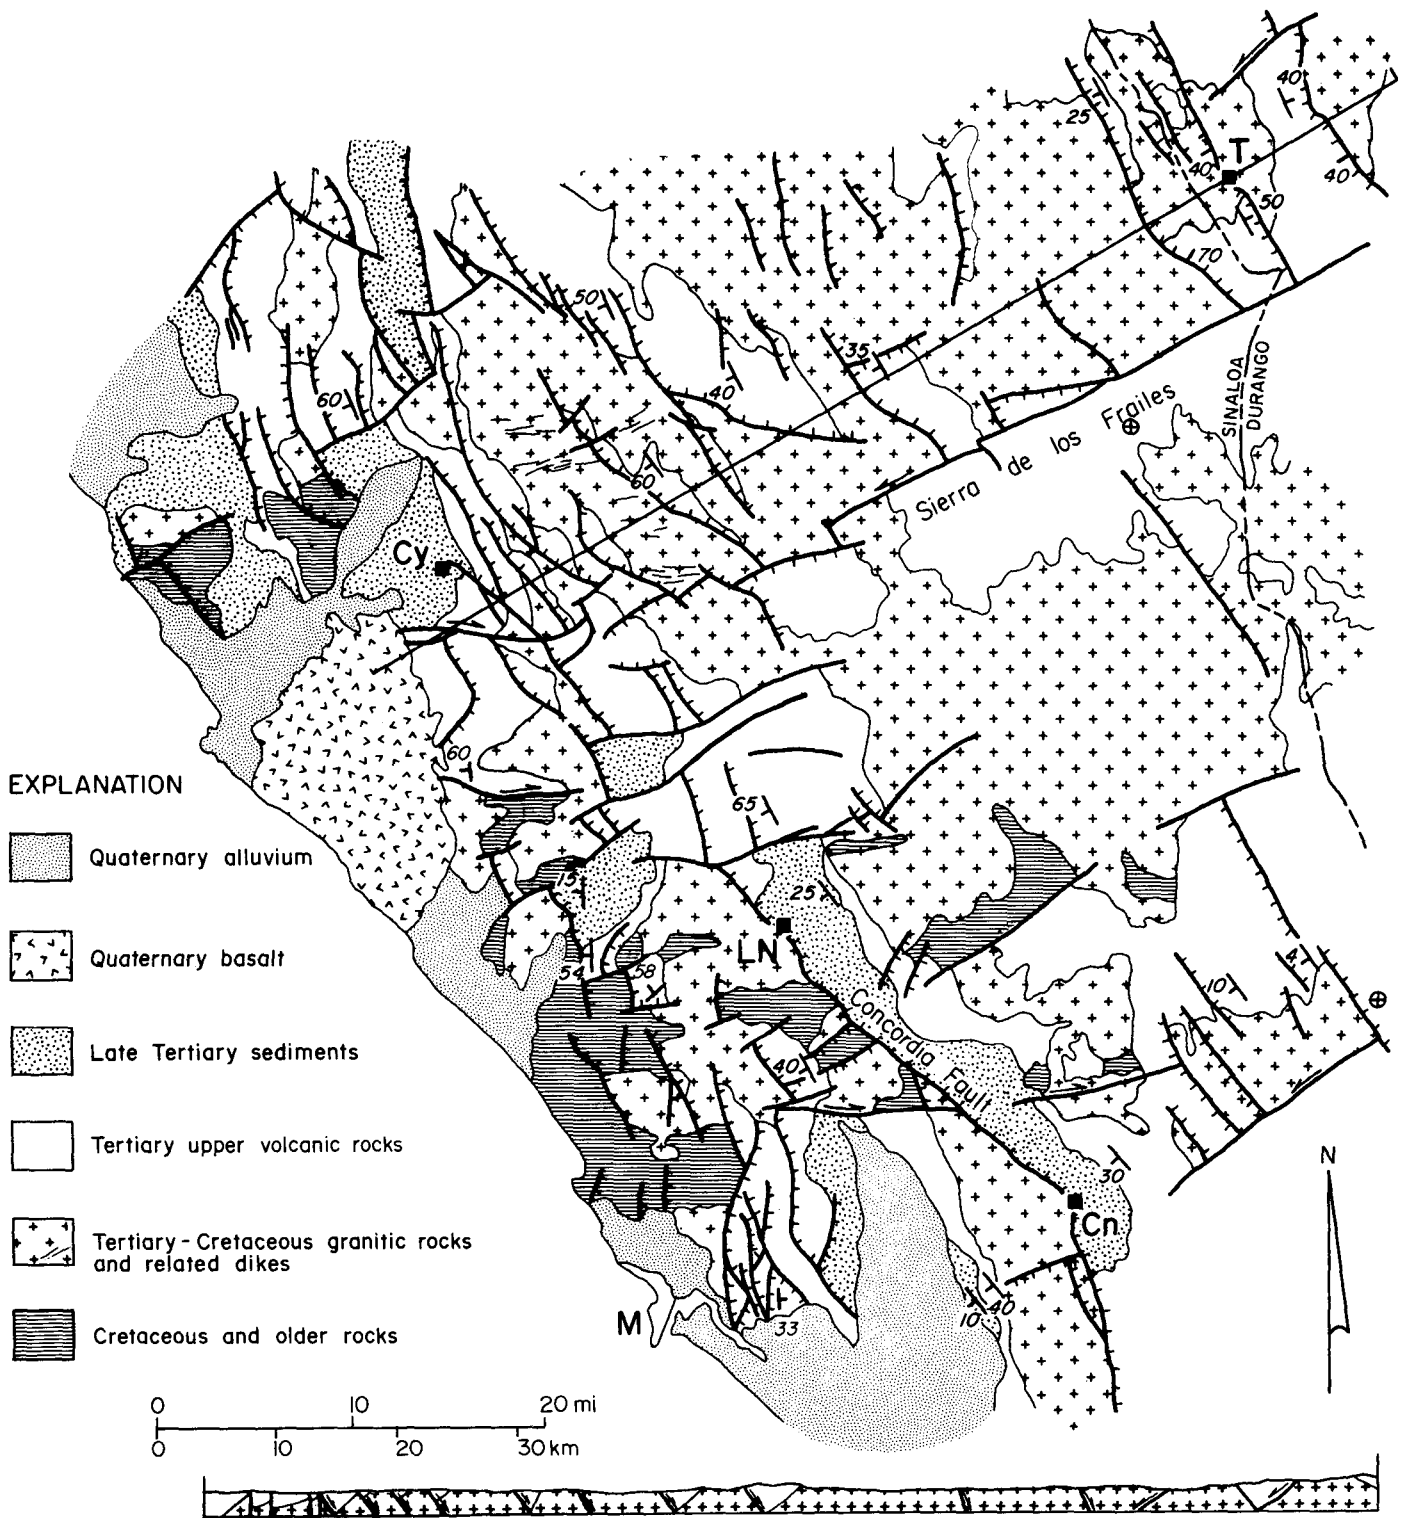 40
25
T
40
40
50
70
50
35
40
60
SINALOA
DURANGO
Sierra de los Frailes
60
Cy
60
65
EXPLANATION
Quaternary alluvium
Quaternary basalt
Late Tertiary sediments
Tertiary upper volcanic rocks
Tertiary-Cretaceous granitic rocks
and related dikes
Cretaceous and older rocks
15
25
LN
54
58
4
10
Concordia Fault
40
30
Cn
N
M
33
10
40
0 10 20 mi
0 10 20 30 km